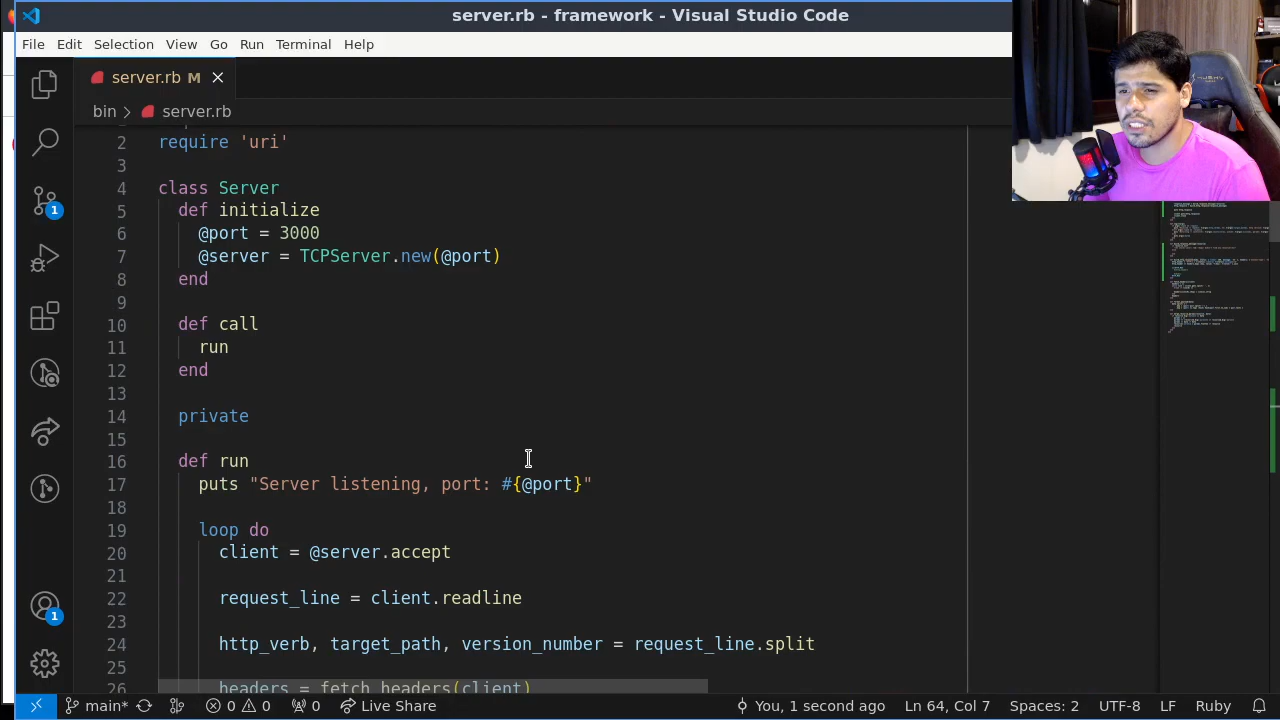 server.rb - framework - Visual Studio Code
File Edit Selection View Go Run Terminal Help
server.rb M
bin > server.rb
2 require 'uri'
3
4 class Server
5 def initialize
6 @port = 3000
7 @server = TCPServer.new(@port)
8 end
9
10 def call
11 run
12 end
13
14 private
15
16 def run
17 puts "Server listening, port: #{@port}"
18
19 loop do
20 client = @server.accept
21
22 request_line = client.readline
23
24 http_verb, target_path, version_number = request_line.split
25
26 headers = fetch_headers(client)
1
1
main* 0 0 0 Live Share You, 1 second ago Ln 64, Col 7 Spaces: 2 UTF-8 LF Ruby